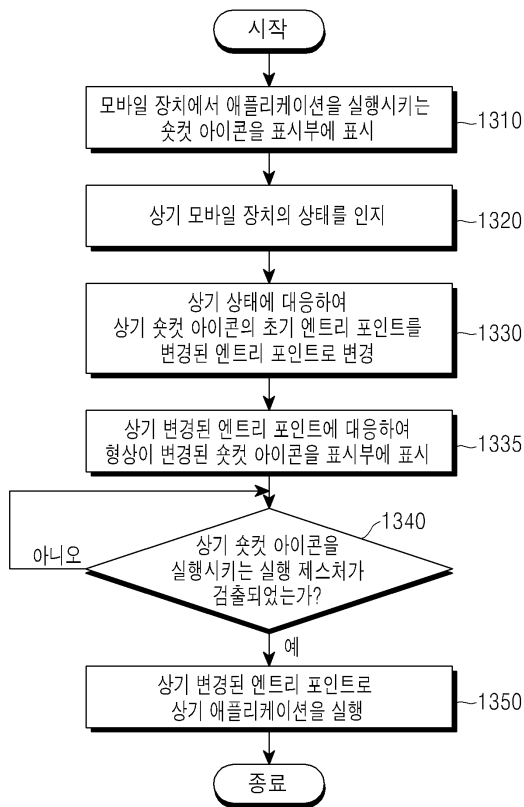 시작
모바일 장치에서 애플리케이션을 실행시키는
숏컷 아이콘을 표시부에 표시
1310
상기 모바일 장치의 상태를 인지
1320
상기 상태에 대응하여
상기 숏컷 아이콘의 초기 엔트리 포인트를
변경된 엔트리 포인트로 변경
1330
상기 변경된 엔트리 포인트에 대응하여
형상이 변경된 숏컷 아이콘을 표시부에 표시
1335
1340
상기 숏컷 아이콘을
실행시키는 실행 제스처가
검출되었는가?
아니오
예
상기 변경된 엔트리 포인트로
상기 애플리케이션을 실행
1350
종료